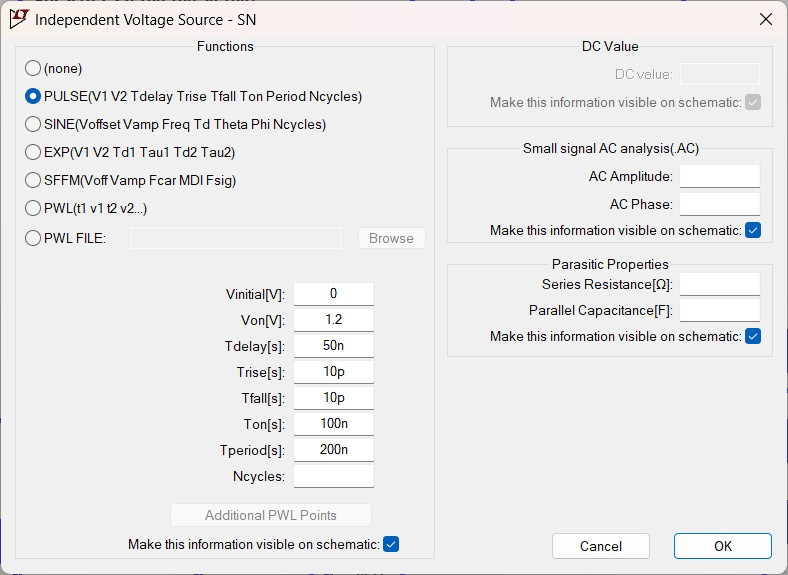 Independent Voltage Source - SN
Functions
(none)
PULSE(V1 V2 Tdelay Trise Tfall Ton Period Ncycles)
SINE(Voffset Vamp Freq Td Theta Phi Ncycles)
EXP(V1 V2 Td1 Tau1 Td2 Tau2)
SFFM(Voff Vamp Fcar MDI Fsig)
PWL(t1 v1 t2 v2...)
PWL FILE: Browse
Vinitial[V]: 0
Von[V]: 1.2
Tdelay[s]: 50n
Trise[s]: 10p
Tfall[s]: 10p
Ton[s]: 100n
Tperiod[s]: 200n
Ncycles:
Additional PWL Points
Make this information visible on schematic:
DC Value
DC value:
Make this information visible on schematic:
Small signal AC analysis(.AC)
AC Amplitude:
AC Phase:
Make this information visible on schematic:
Parasitic Properties
Series Resistance[Ω]:
Parallel Capacitance[F]:
Make this information visible on schematic:
Cancel OK